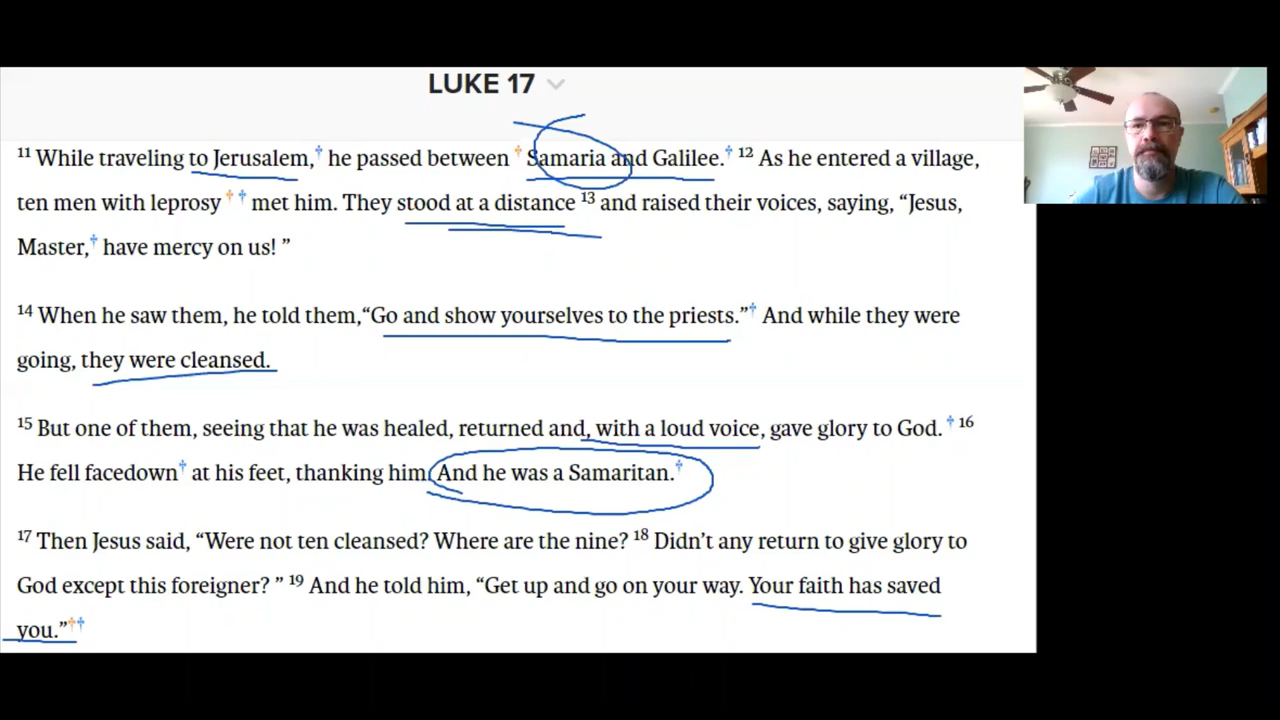 LUKE 17
11 While traveling to Jerusalem,† he passed between † Samaria and Galilee.† 12 As he entered a village,
ten men with leprosy †† met him. They stood at a distance 13 and raised their voices, saying, “Jesus,
Master,† have mercy on us! ”
14 When he saw them, he told them,“Go and show yourselves to the priests.”† And while they were
going, they were cleansed.
15 But one of them, seeing that he was healed, returned and, with a loud voice, gave glory to God. † 16
He fell facedown† at his feet, thanking him. And he was a Samaritan.†
17 Then Jesus said, “Were not ten cleansed? Where are the nine? 18 Didn’t any return to give glory to
God except this foreigner? ” 19 And he told him, “Get up and go on your way. Your faith has saved
you.”††